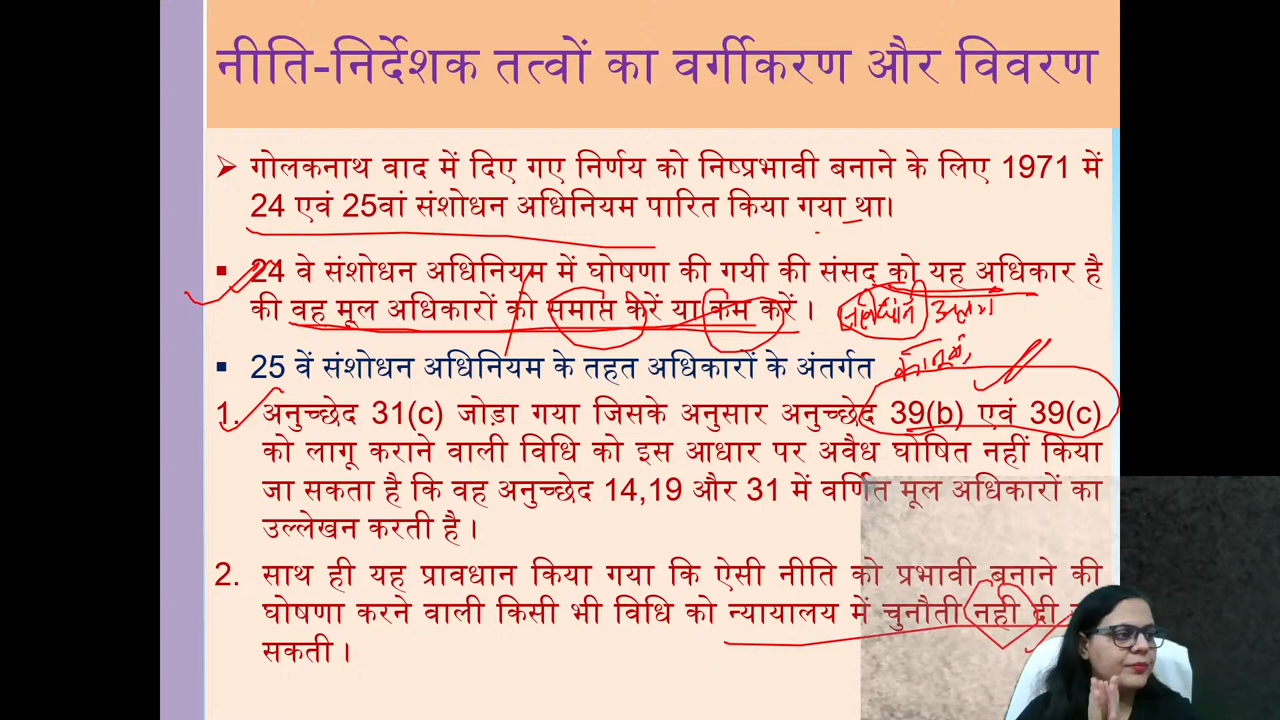 नीति-निर्देशक तत्वों का वर्गीकरण और विवरण
गोलकनाथ वाद में दिए गए निर्णय को निष्प्रभावी बनाने के लिए 1971 में
24 एवं 25वां संशोधन अधिनियम पारित किया गया था।
24 वे संशोधन अधिनियम में घोषणा की गयी की संसद को यह अधिकार है
की वह मूल अधिकारों को समाप्त करें या कम करें ।
25 वें संशोधन अधिनियम के तहत अधिकारों के अंतर्गत
1. अनुच्छेद 31(c) जोड़ा गया जिसके अनुसार अनुच्छेद 39(b) एवं 39(c)
को लागू कराने वाली विधि को इस आधार पर अवैध घोषित नहीं किया
जा सकता है कि वह अनुच्छेद 14,19 और 31 में वर्णित मूल अधिकारों का
उल्लेखन करती है ।
2. साथ ही यह प्रावधान किया गया कि ऐसी नीति को प्रभावी बनाने की
घोषणा करने वाली किसी भी विधि को न्यायालय में चुनौती नही दी
सकती ।